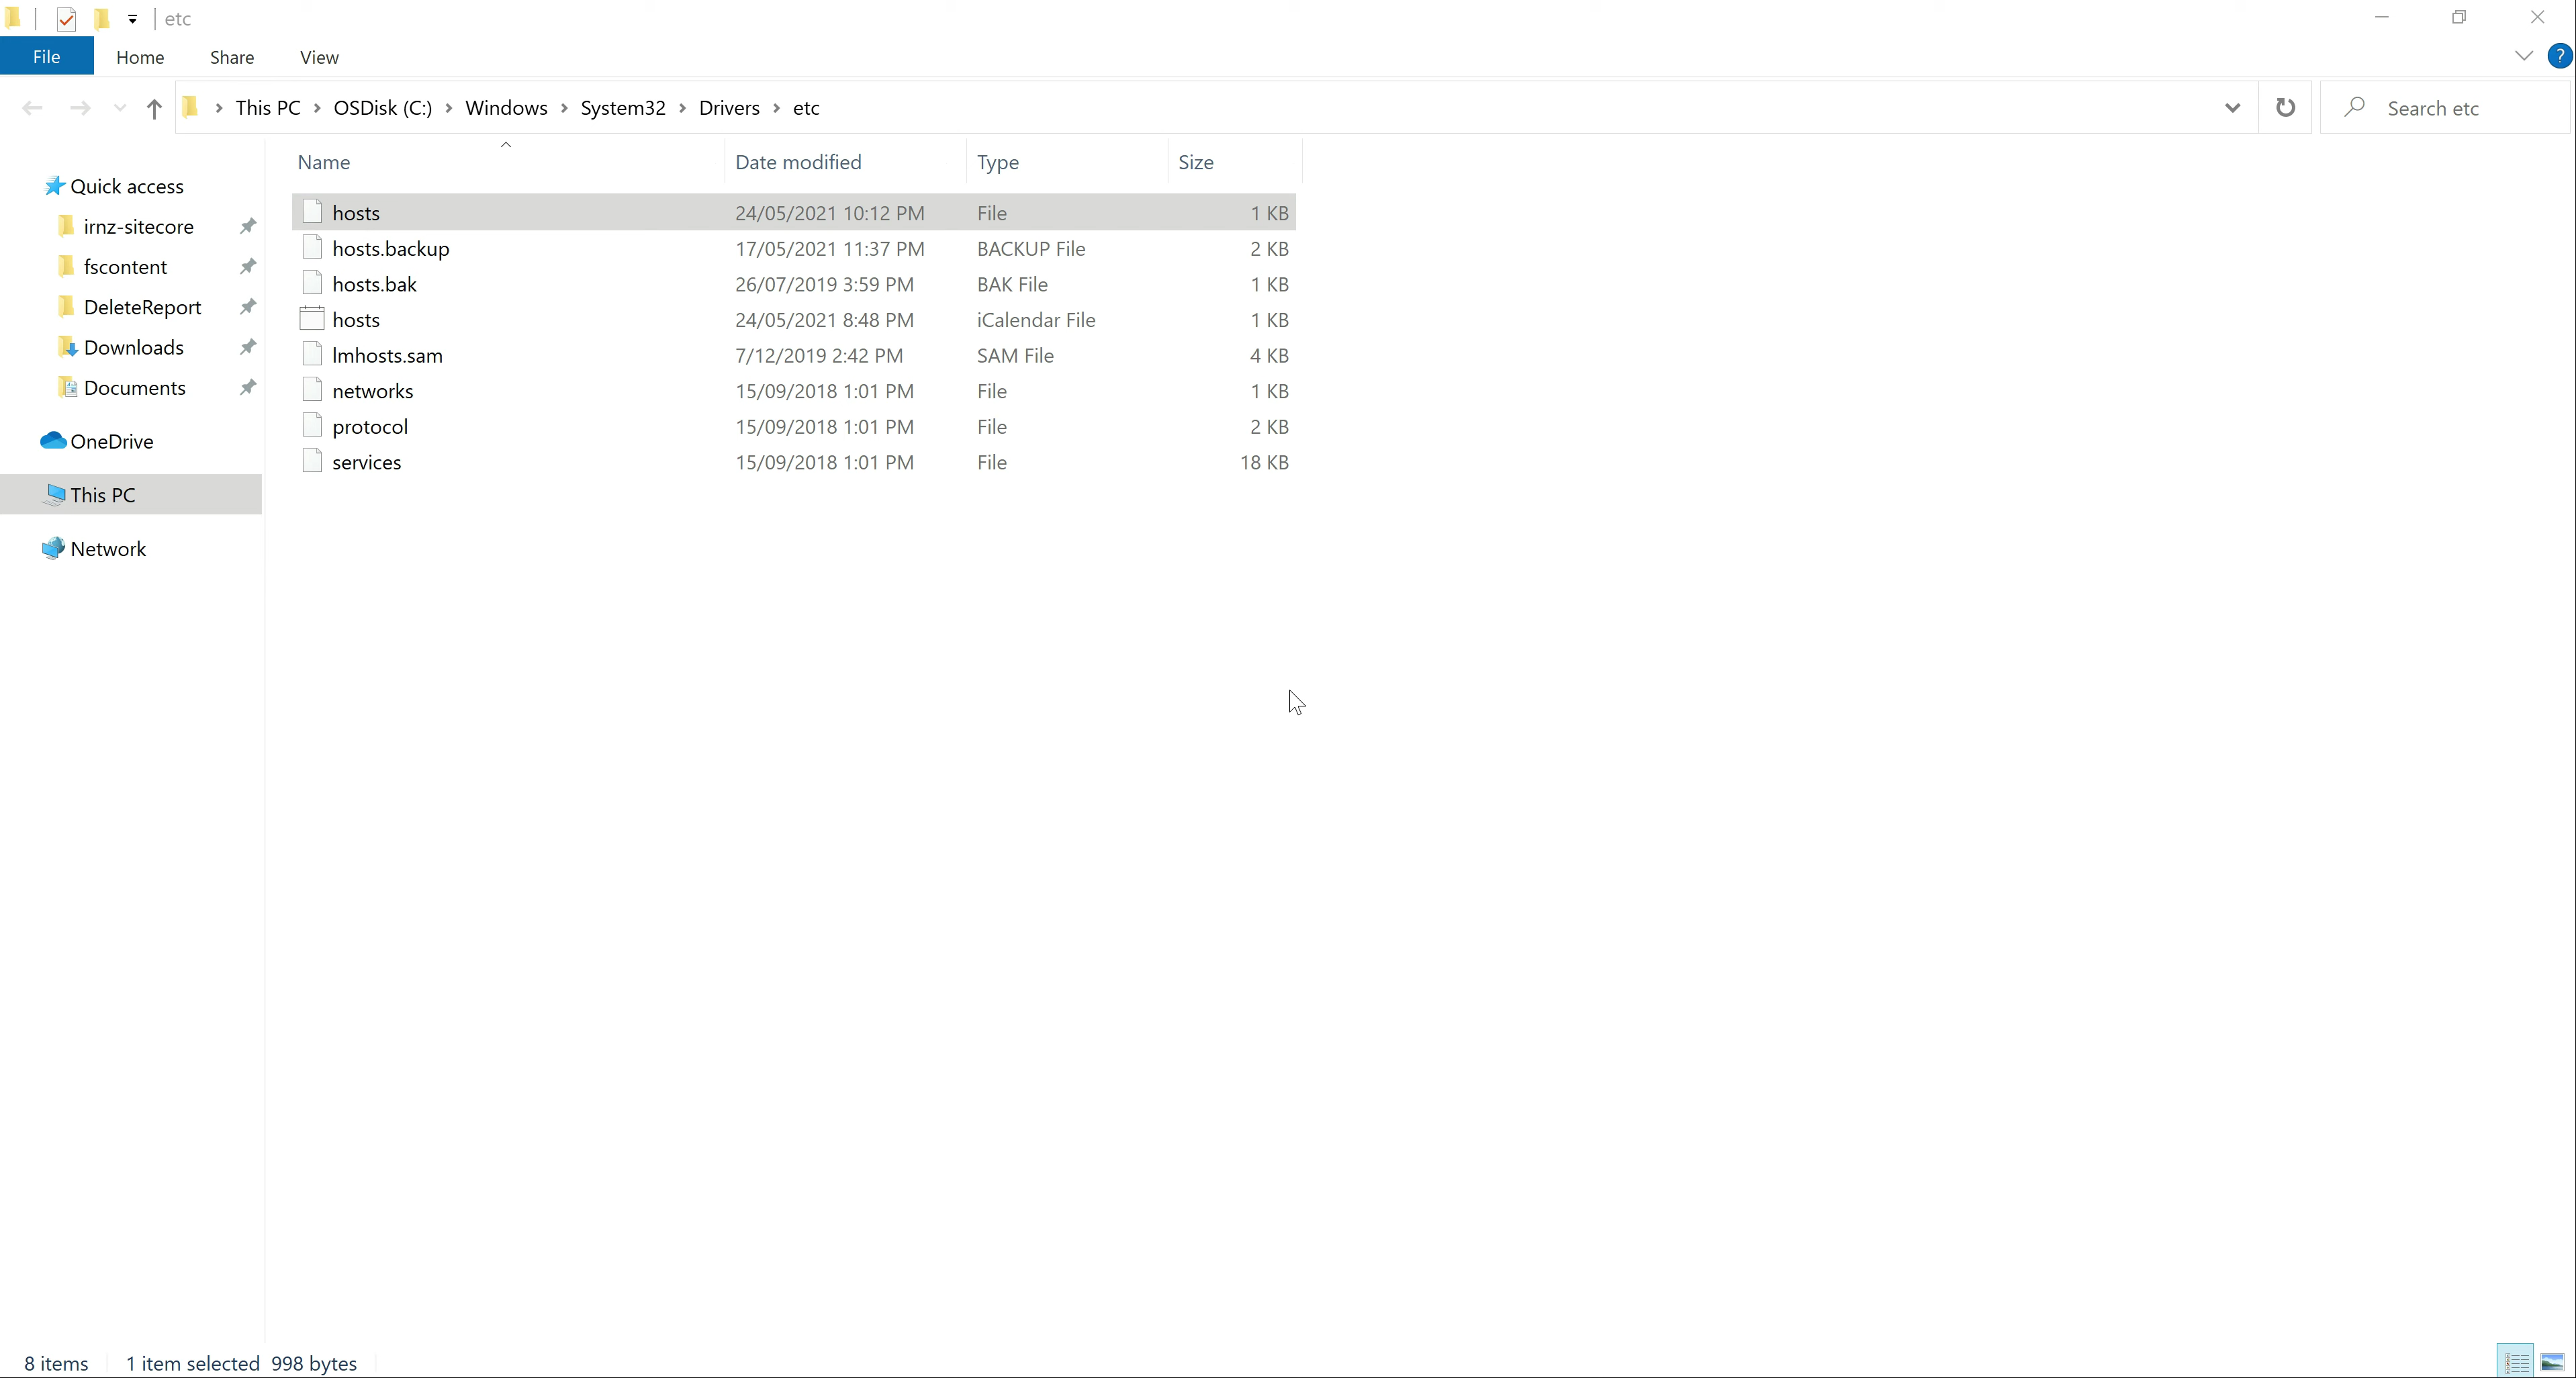 etc
File Home Share View ?
This PC > OSDisk (C:) > Windows > System32 > Drivers > etc Search etc
Name Date modified Type Size
Quick access
irnz-sitecore
fscontent
DeleteReport
Downloads
Documents
OneDrive
This PC
Network
hosts 24/05/2021 10:12 PM File 1 KB
hosts.backup 17/05/2021 11:37 PM BACKUP File 2 KB
hosts.bak 26/07/2019 3:59 PM BAK File 1 KB
hosts 24/05/2021 8:48 PM iCalendar File 1 KB
lmhosts.sam 7/12/2019 2:42 PM SAM File 4 KB
networks 15/09/2018 1:01 PM File 1 KB
protocol 15/09/2018 1:01 PM File 2 KB
services 15/09/2018 1:01 PM File 18 KB
8 items 1 item selected 998 bytes